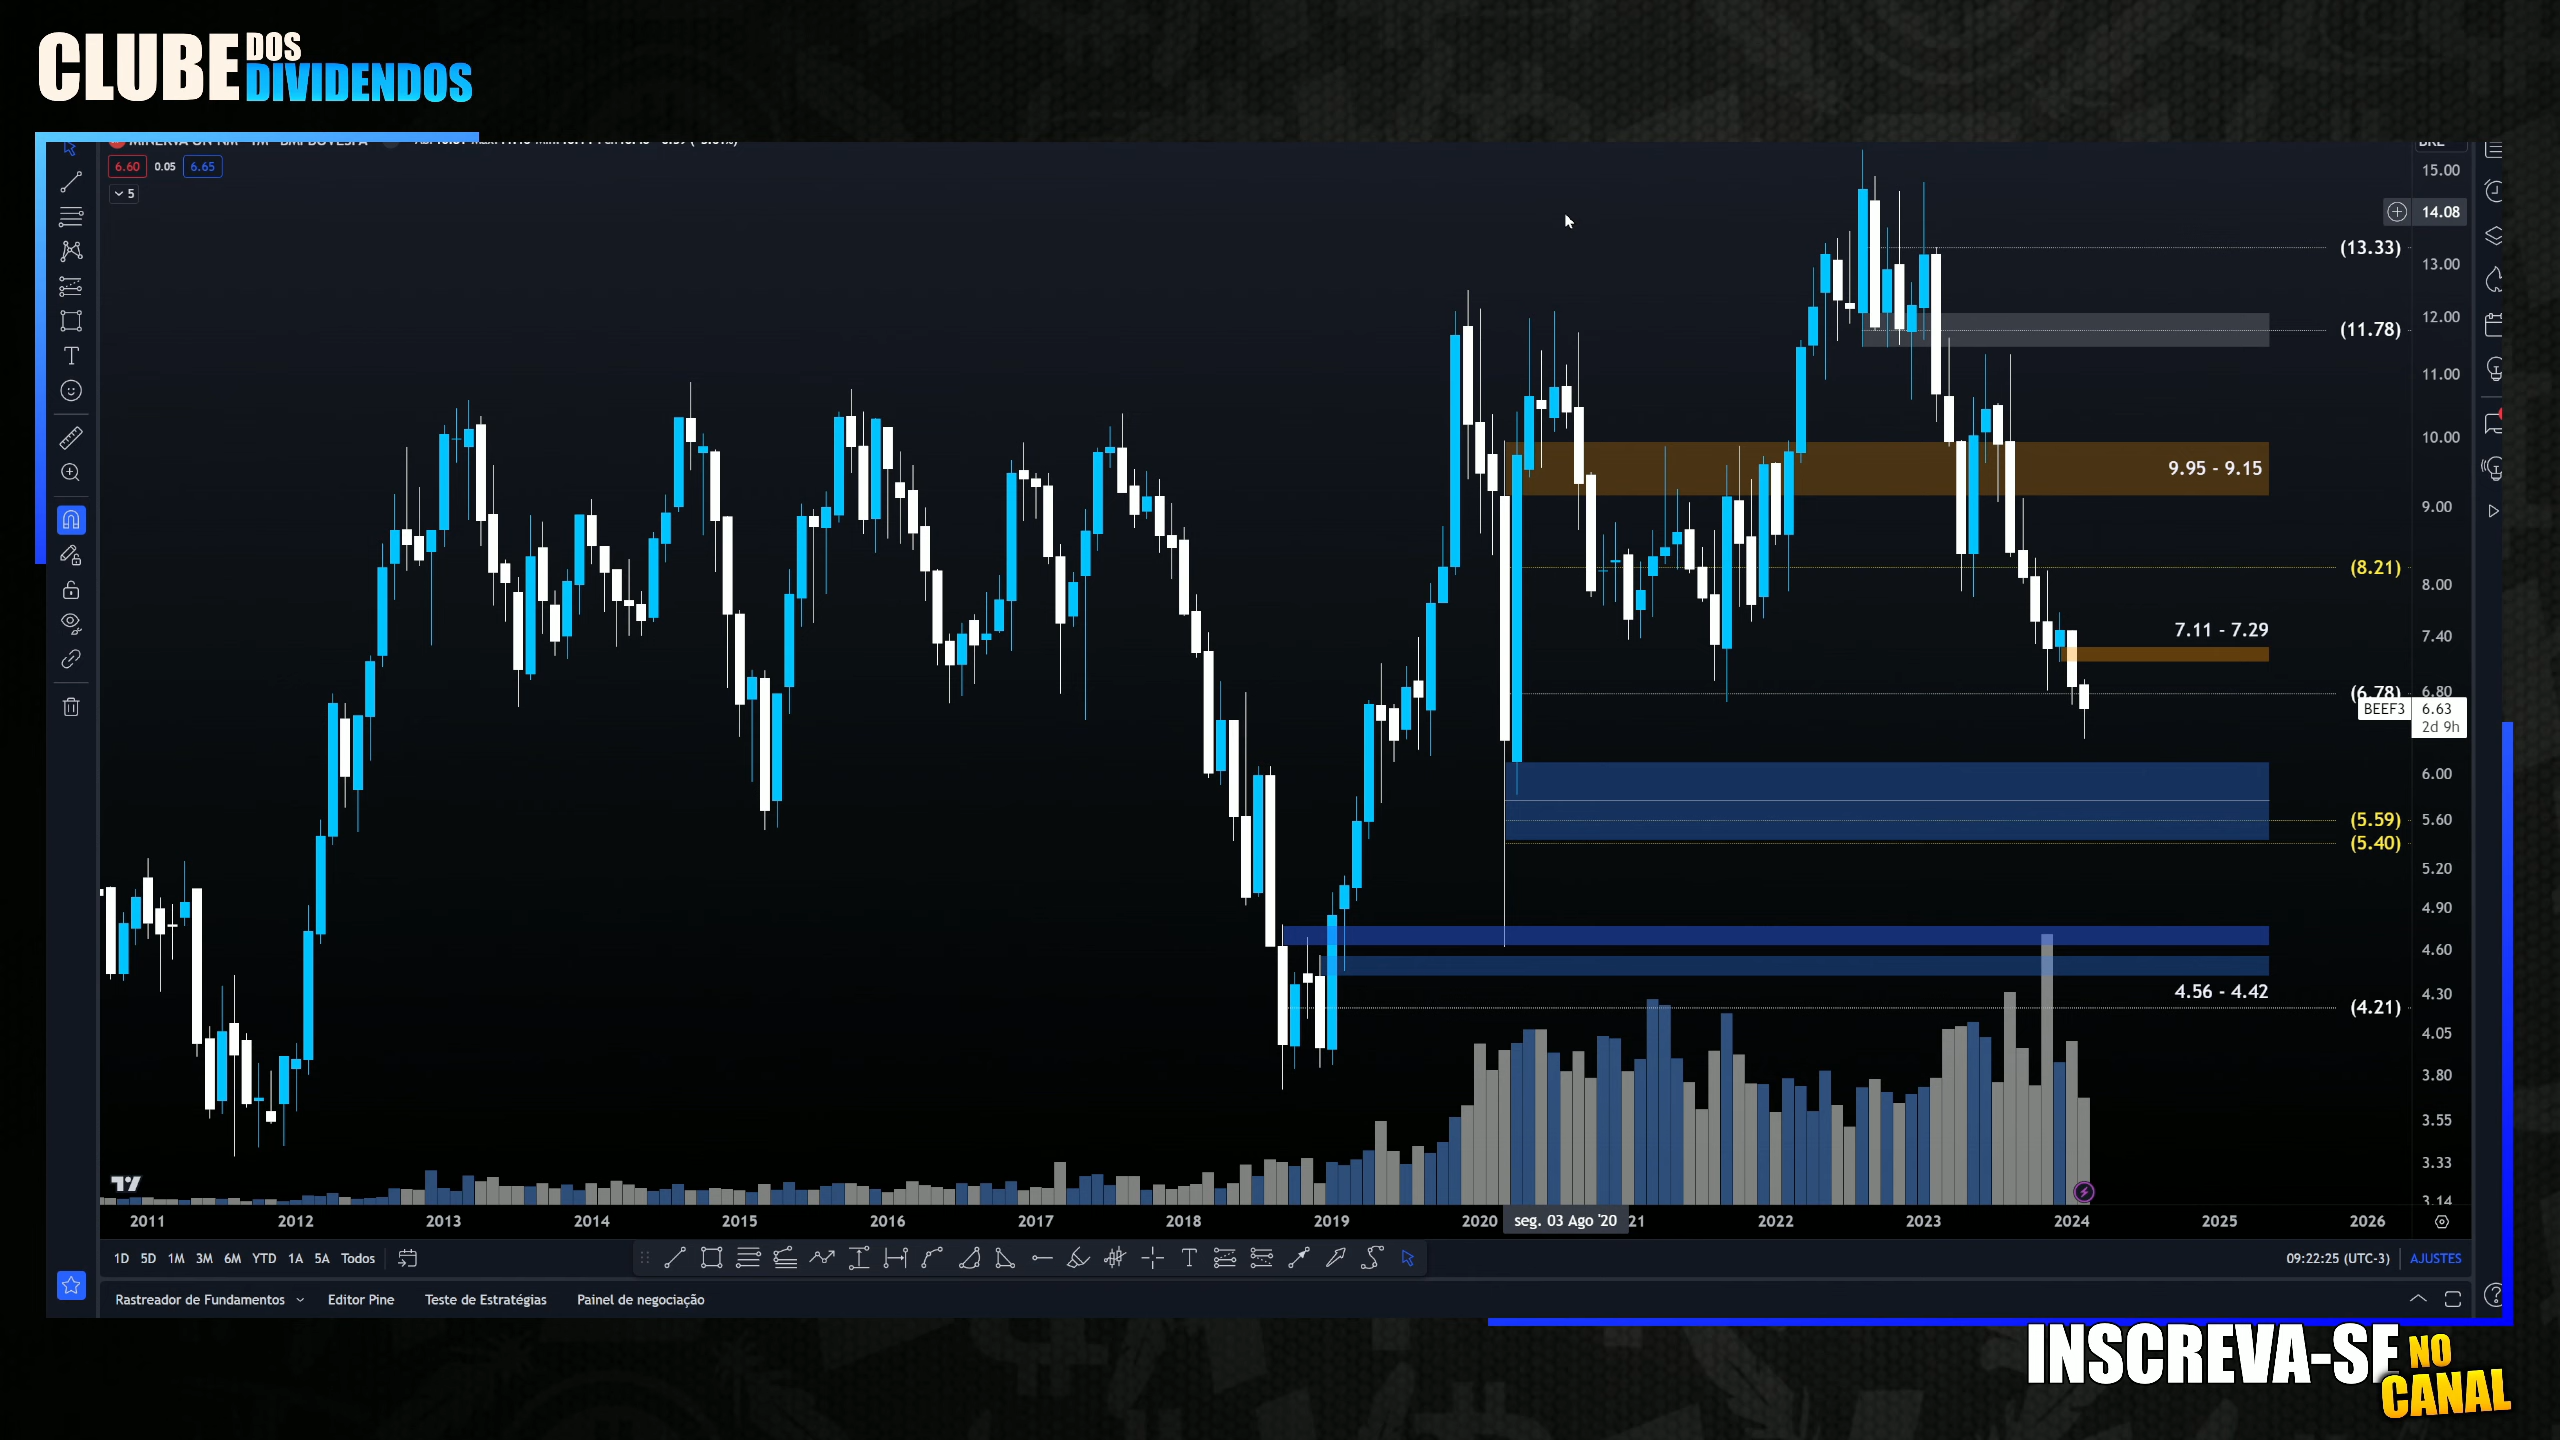 CLUBE DOS DIVIDENDOS
6.60 0.05 6.65
5
15.00
14.08
(13.33)
13.00
12.00
(11.78)
11.00
10.00
9.95 - 9.15
9.00
(8.21)
8.00
7.11 - 7.29
7.40
(6.78)
6.80
BEEF3 6.63
2d 9h
6.00
(5.59)
5.60
(5.40)
5.20
4.90
4.60
4.56 - 4.42
4.30
(4.21)
4.05
3.80
3.55
3.33
3.14
2011 2012 2013 2014 2015 2016 2017 2018 2019 2020 seg. 03 Ago '20 21 2022 2023 2024 2025 2026
1D 5D 1M 3M 6M YTD 1A 5A Todos
09:22:25 (UTC-3) AJUSTES
Rastreador de Fundamentos Editor Pine Teste de Estratégias Painel de negociação
INSCREVA-SE NO CANAL